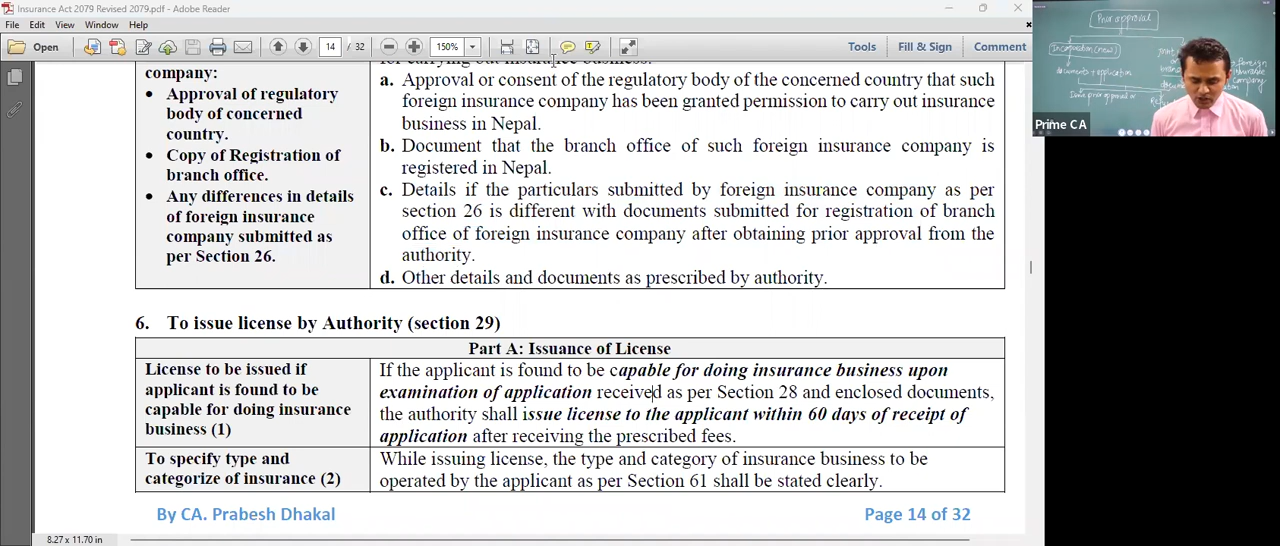 Insurance Act 2079 Revised 2079.pdf - Adobe Reader
File Edit View Window Help
Open 14 / 32 150% Tools Fill & Sign Comment
for carrying out insurance business.
company:
• Approval of regulatory
body of concerned
country.
• Copy of Registration of
branch office.
• Any differences in details
of foreign insurance
company submitted as
per Section 26.
a. Approval or consent of the regulatory body of the concerned country that such
foreign insurance company has been granted permission to carry out insurance
business in Nepal.
b. Document that the branch office of such foreign insurance company is
registered in Nepal.
c. Details if the particulars submitted by foreign insurance company as per
section 26 is different with documents submitted for registration of branch
office of foreign insurance company after obtaining prior approval from the
authority.
d. Other details and documents as prescribed by authority.
6. To issue license by Authority (section 29)
Part A: Issuance of License
License to be issued if
applicant is found to be
capable for doing insurance
business (1)
If the applicant is found to be capable for doing insurance business upon
examination of application received as per Section 28 and enclosed documents,
the authority shall issue license to the applicant within 60 days of receipt of
application after receiving the prescribed fees.
To specify type and
categorize of insurance (2)
While issuing license, the type and category of insurance business to be
operated by the applicant as per Section 61 shall be stated clearly.
By CA. Prabesh Dhakal Page 14 of 32
8.27 x 11.70 in
Prior approval
documents + application
foreign
insurance
Company
Prime CA